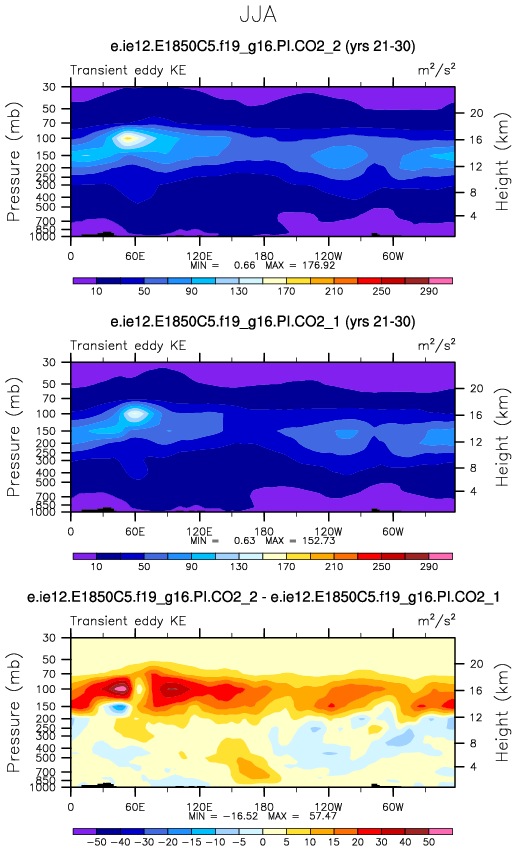 JJA
e.ie12.E1850C5.f19_g16.PI.CO2_2 (yrs 21-30)
Transient eddy KE m²/s²
Pressure (mb)
30
50
70
100
150
200
250
300
400
500
700
850
1000
Height (km)
20
16
12
8
4
0 60E 120E 180 120W 60W
MIN = 0.66 MAX = 176.92
10 50 90 130 170 210 250 290
e.ie12.E1850C5.f19_g16.PI.CO2_1 (yrs 21-30)
Transient eddy KE m²/s²
Pressure (mb)
30
50
70
100
150
200
250
300
400
500
700
850
1000
Height (km)
20
16
12
8
4
0 60E 120E 180 120W 60W
MIN = 0.63 MAX = 152.73
10 50 90 130 170 210 250 290
e.ie12.E1850C5.f19_g16.PI.CO2_2 - e.ie12.E1850C5.f19_g16.PI.CO2_1
Transient eddy KE m²/s²
Pressure (mb)
30
50
70
100
150
200
250
300
400
500
700
850
1000
Height (km)
20
16
12
8
4
0 60E 120E 180 120W 60W
MIN = −16.52 MAX = 57.47
−50 −40 −30 −20 −15 −10 −5 0 5 10 15 20 30 40 50